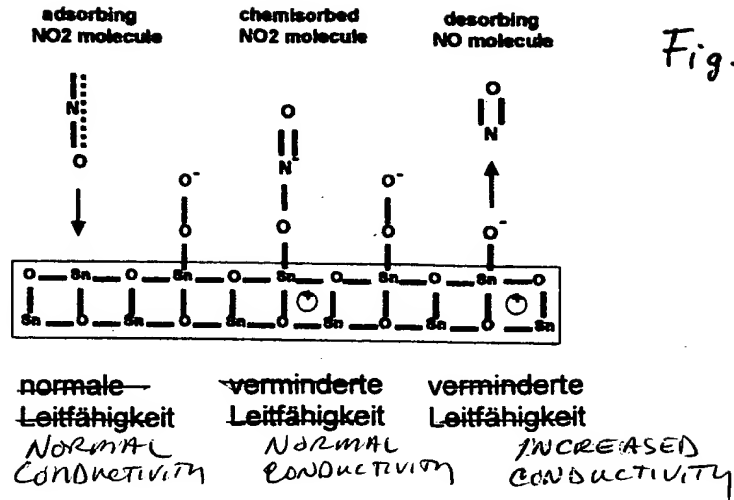 adsorbing
NO2 molecule
chemisorbed
NO2 molecule
desorbing
NO molecule
Fig.
N
O
O⁻
O
O
N⁻
O
O⁻
O
O
N
O⁻
O Sn O Sn O Sn O Sn O Sn O
Sn O Sn O Sn O Sn O Sn O Sn
normale
Leitfähigkeit
NORMAL
CONDUCTIVITY
verminderte
Leitfähigkeit
NORMAL
CONDUCTIVITY
verminderte
Leitfähigkeit
INCREASED
CONDUCTIVITY